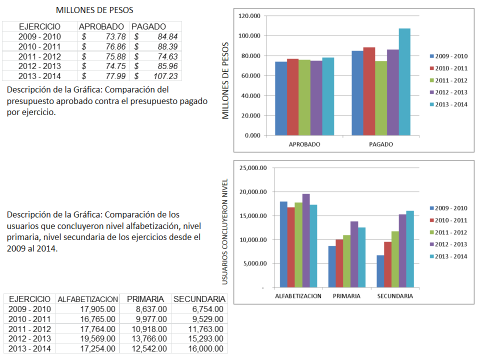 MILLONES DE PESOS
EJERCICIO APROBADO PAGADO
2009 - 2010 $ 73.78 $ 84.84
2010 - 2011 $ 76.86 $ 88.39
2011 - 2012 $ 75.88 $ 74.63
2012 - 2013 $ 74.75 $ 85.96
2013 - 2014 $ 77.99 $ 107.23
Descripción de la Gráfica: Comparación del
presupuesto aprobado contra el presupuesto pagado
por ejercicio.
MILLONES DE PESOS
120.000
100.000
80.000
60.000
40.000
20.000
0.000
APROBADO PAGADO
2009 - 2010
2010 - 2011
2011 - 2012
2012 - 2013
2013 - 2014
Descripción de la Gráfica: Comparación de los
usuarios que concluyeron nivel alfabetización, nivel
primaria, nivel secundaria de los ejercicios desde el
2009 al 2014.
USUARIOS CONCLUYERON NIVEL
25,000.00
20,000.00
15,000.00
10,000.00
5,000.00
-
ALFABETIZACION PRIMARIA SECUNDARIA
2009 - 2010
2010 - 2011
2011 - 2012
2012 - 2013
2013 - 2014
EJERCICIO ALFABETIZACION PRIMARIA SECUNDARIA
2009 - 2010 17,905.00 8,637.00 6,754.00
2010 - 2011 16,765.00 9,977.00 9,529.00
2011 - 2012 17,764.00 10,918.00 11,763.00
2012 - 2013 19,569.00 13,766.00 15,293.00
2013 - 2014 17,254.00 12,542.00 16,000.00